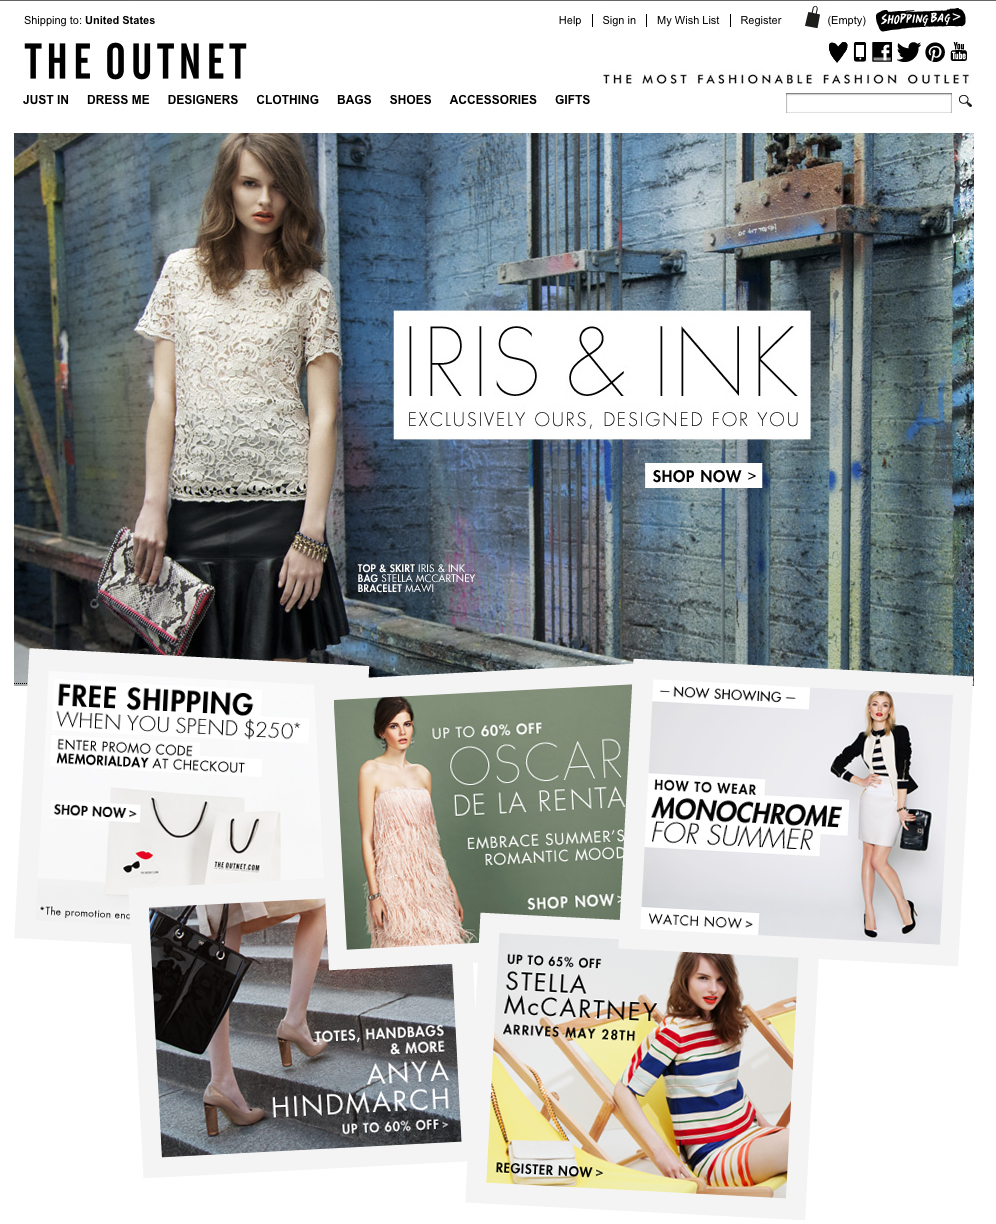 Shipping to: United States
Help
Sign in
My Wish List
Register
(Empty)
SHOPPING BAG >
THE OUTNET
You
Tube
THE MOST FASHIONABLE FASHION OUTLET
JUST IN
DRESS ME
DESIGNERS
CLOTHING
BAGS
SHOES
ACCESSORIES
GIFTS
IRIS & INK
EXCLUSIVELY OURS, DESIGNED FOR YOU
SHOP NOW >
TOP & SKIRT IRIS & INK
BAG STELLA MCCARTNEY
BRACELET MAWI
FREE SHIPPING
WHEN YOU SPEND $250*
ENTER PROMO CODE
MEMORIALDAY AT CHECKOUT
SHOP NOW >
THE OUTNET.COM
*The promotion enc
UP TO 60% OFF
OSCAR
DE LA RENTA
EMBRACE SUMMER'S
ROMANTIC MOOD
SHOP NOW >
– NOW SHOWING –
HOW TO WEAR
MONOCHROME
FOR SUMMER
WATCH NOW >
TOTES, HANDBAGS
& MORE
ANYA
HINDMARCH
UP TO 60% OFF >
UP TO 65% OFF
STELLA
McCARTNEY
ARRIVES MAY 28TH
REGISTER NOW >